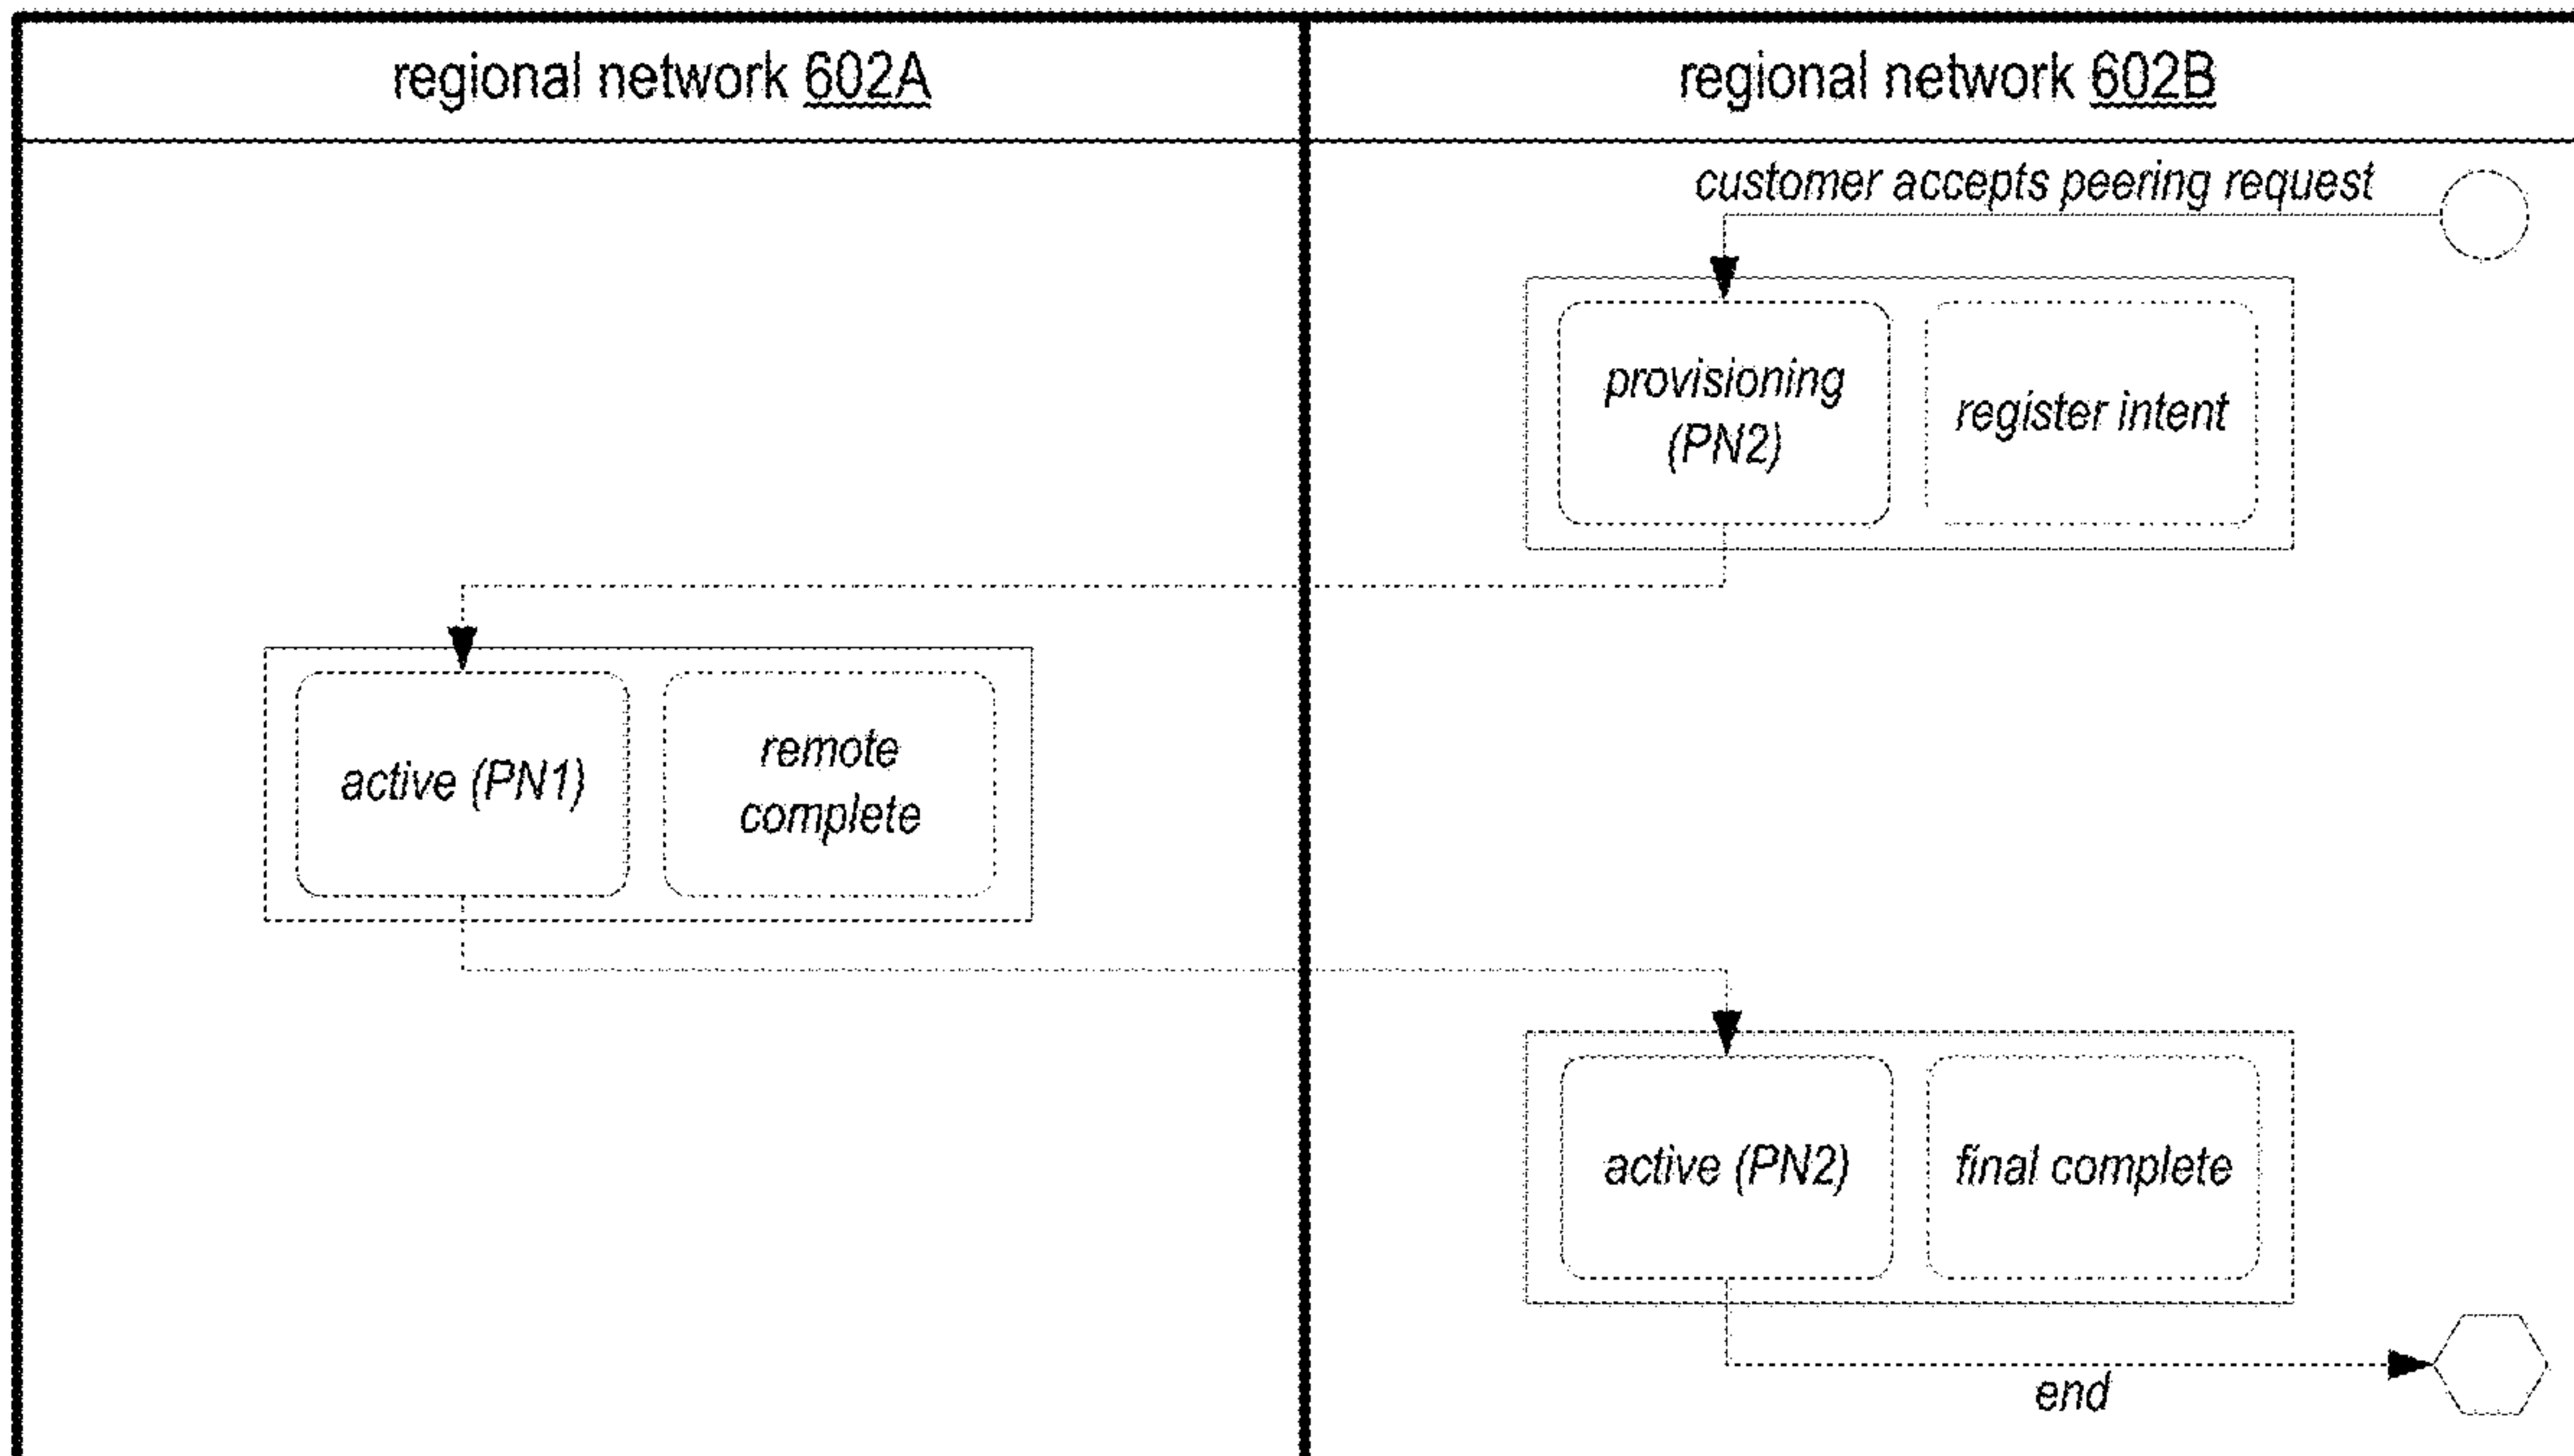 regional network 602A
regional network 602B
customer accepts peering request
provisioning
(PN2)
register intent
active (PN1)
remote
complete
active (PN2)
final complete
end